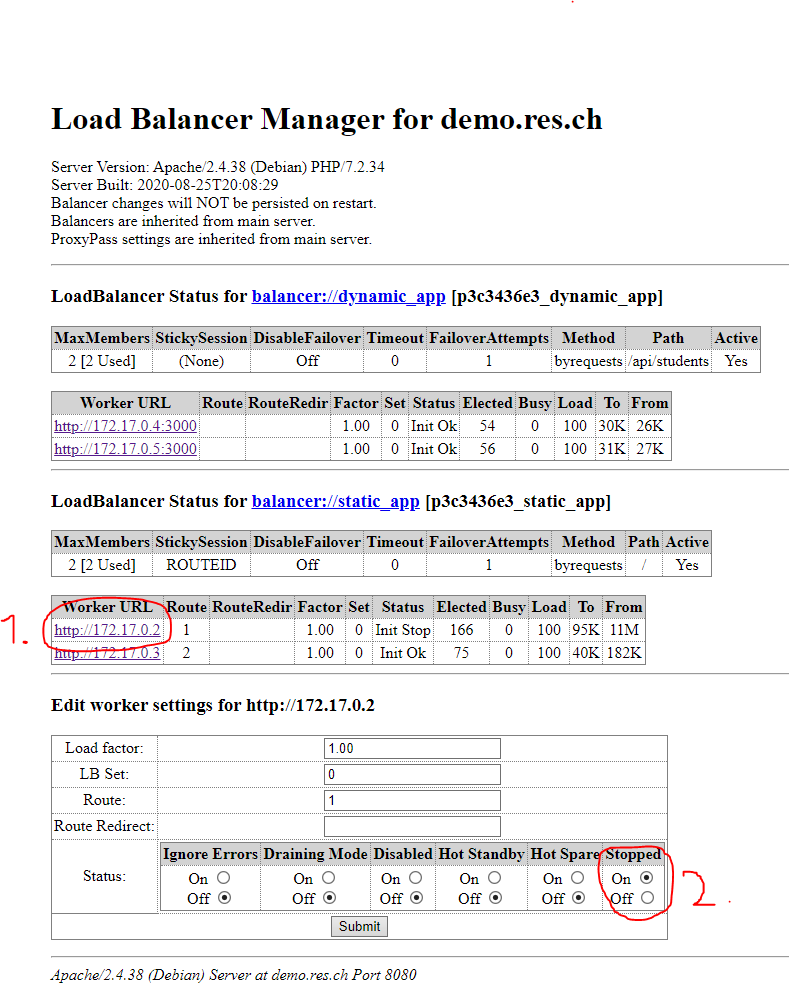 Load Balancer Manager for demo.res.ch
Server Version: Apache/2.4.38 (Debian) PHP/7.2.34
Server Built: 2020-08-25T20:08:29
Balancer changes will NOT be persisted on restart.
Balancers are inherited from main server.
ProxyPass settings are inherited from main server.
LoadBalancer Status for balancer://dynamic_app [p3c3436e3_dynamic_app]
MaxMembers StickySession DisableFailover Timeout FailoverAttempts Method Path Active
2 [2 Used] (None) Off 0 1 byrequests /api/students Yes
Worker URL Route RouteRedir Factor Set Status Elected Busy Load To From
http://172.17.0.4:3000 1.00 0 Init Ok 54 0 100 30K 26K
http://172.17.0.5:3000 1.00 0 Init Ok 56 0 100 31K 27K
LoadBalancer Status for balancer://static_app [p3c3436e3_static_app]
MaxMembers StickySession DisableFailover Timeout FailoverAttempts Method Path Active
2 [2 Used] ROUTEID Off 0 1 byrequests / Yes
Worker URL Route RouteRedir Factor Set Status Elected Busy Load To From
1. http://172.17.0.2 1 1.00 0 Init Stop 166 0 100 95K 11M
http://172.17.0.3 2 1.00 0 Init Ok 75 0 100 40K 182K
Edit worker settings for http://172.17.0.2
Load factor: 1.00
LB Set: 0
Route: 1
Route Redirect:
Ignore Errors Draining Mode Disabled Hot Standby Hot Spare Stopped
Status: On On On On On On 2.
Off Off Off Off Off Off
Submit
Apache/2.4.38 (Debian) Server at demo.res.ch Port 8080